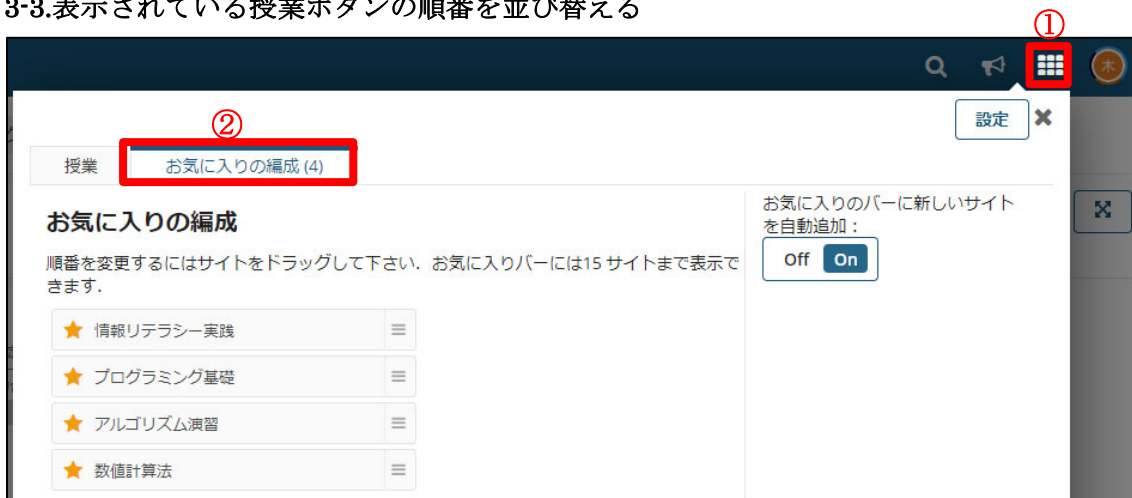 3-3.表示されている授業ボタンの順番を並び替える
①
木
②
設定
授業
お気に入りの編成 (4)
お気に入りの編成
順番を変更するにはサイトをドラッグして下さい．お気に入りバーには15 サイトまで表示で
きます．
情報リテラシー実践
プログラミング基礎
アルゴリズム演習
数値計算法
お気に入りのバーに新しいサイト
を自動追加：
Off On